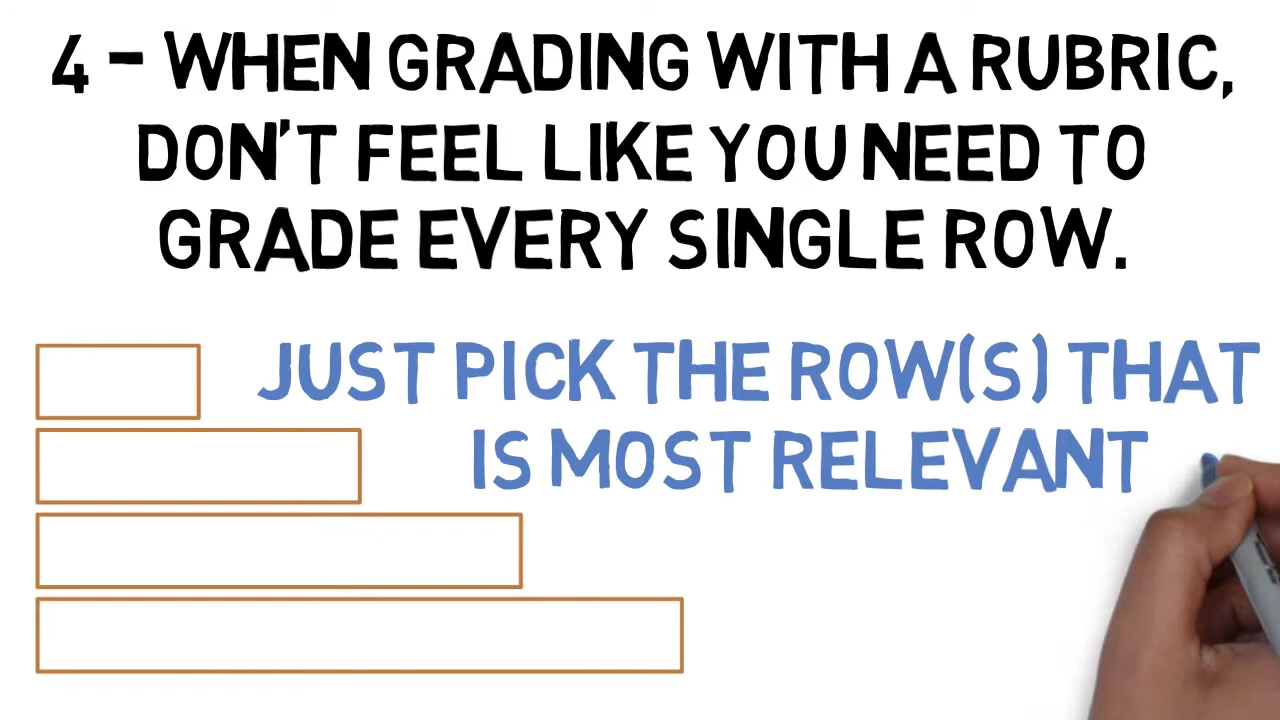 4 - WHEN GRADING WITH A RUBRIC,
DON'T FEEL LIKE YOU NEED TO
GRADE EVERY SINGLE ROW.
JUST PICK THE ROW(S) THAT
IS MOST RELEVANT